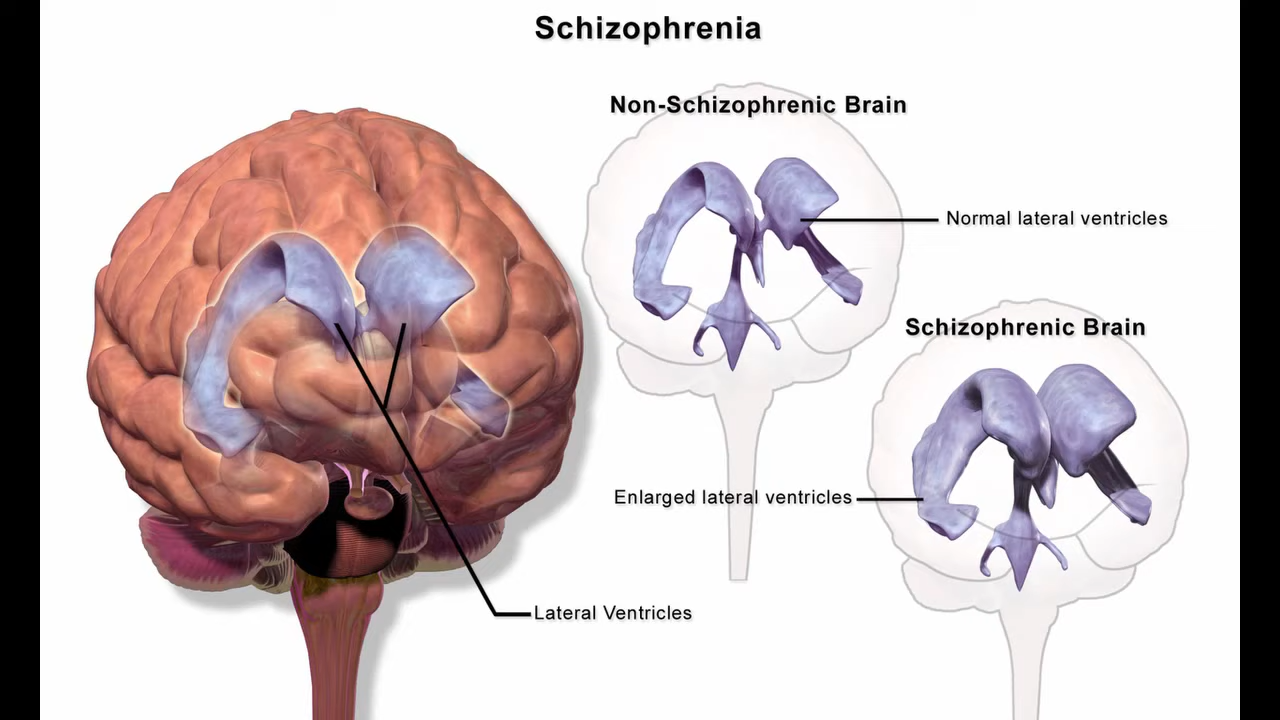 Schizophrenia
Non-Schizophrenic Brain
Normal lateral ventricles
Schizophrenic Brain
Enlarged lateral ventricles
Lateral Ventricles